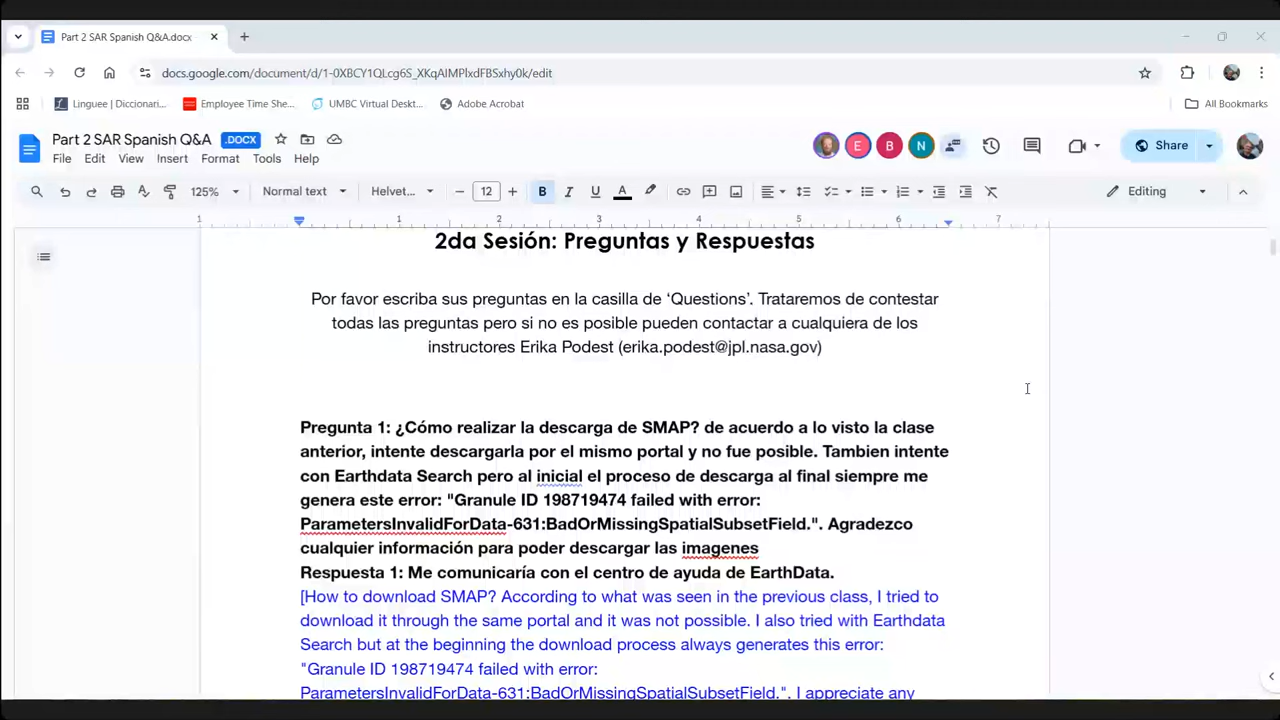 Part 2 SAR Spanish Q&A.docx
docs.google.com/document/d/1-0XBCY1QLcg6S_XKqAIMPlxdFBSxhy0k/edit
Linguee | Diccionari... Employee Time She... UMBC Virtual Deskt... Adobe Acrobat All Bookmarks
Part 2 SAR Spanish Q&A .DOCX
File Edit View Insert Format Tools Help
E B N Share
125% Normal text Helvet... 12 B I U A Editing
1 1 2 3 4 5 6 7
2da Sesión: Preguntas y Respuestas
Por favor escriba sus preguntas en la casilla de ‘Questions’. Trataremos de contestar
todas las preguntas pero si no es posible pueden contactar a cualquiera de los
instructores Erika Podest (erika.podest@jpl.nasa.gov)
Pregunta 1: ¿Cómo realizar la descarga de SMAP? de acuerdo a lo visto la clase
anterior, intente descargarla por el mismo portal y no fue posible. Tambien intente
con Earthdata Search pero al inicial el proceso de descarga al final siempre me
genera este error: "Granule ID 198719474 failed with error:
ParametersInvalidForData-631:BadOrMissingSpatialSubsetField.". Agradezco
cualquier información para poder descargar las imagenes
Respuesta 1: Me comunicaría con el centro de ayuda de EarthData.
[How to download SMAP? According to what was seen in the previous class, I tried to
download it through the same portal and it was not possible. I also tried with Earthdata
Search but at the beginning the download process always generates this error:
"Granule ID 198719474 failed with error:
ParametersInvalidForData-631:BadOrMissingSpatialSubsetField.". I appreciate any